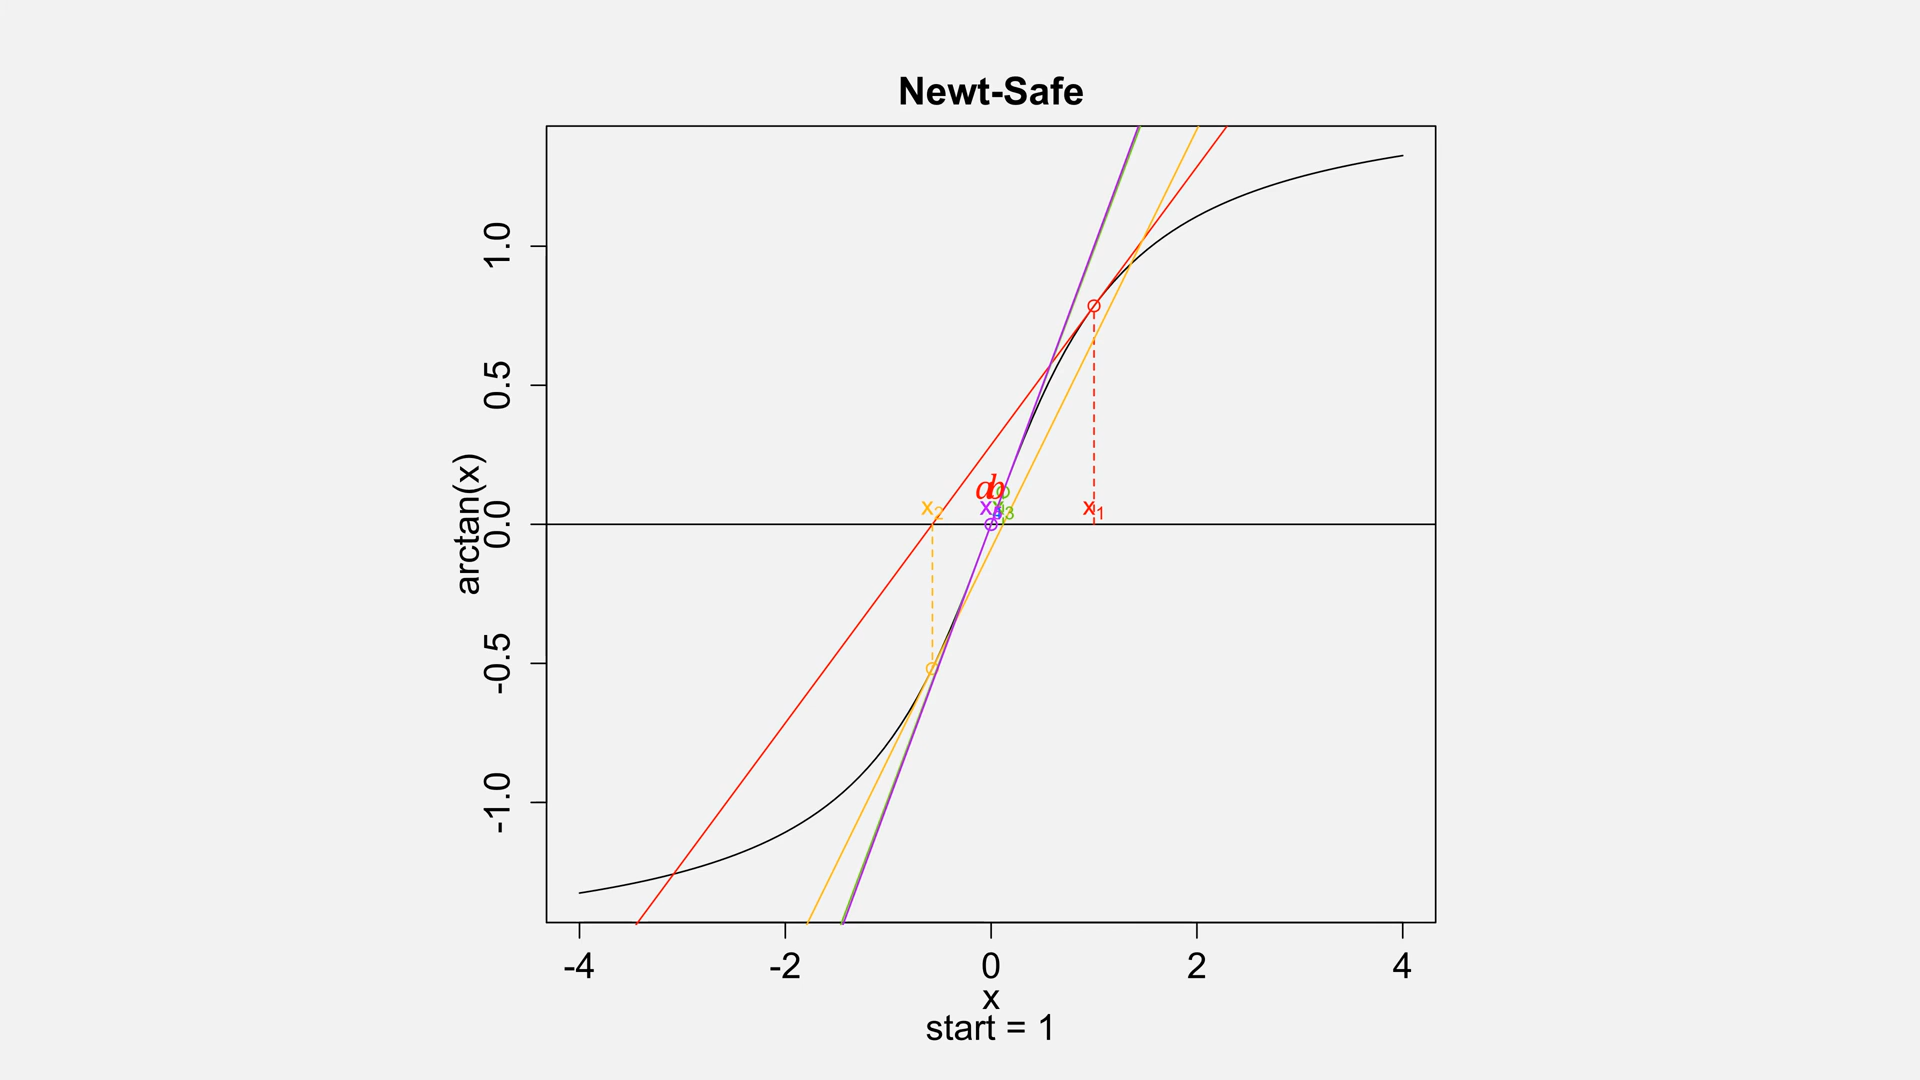 Newt-Safe
arctan(x)
1.0
0.5
0.0
-0.5
-1.0
a b
x2
x
3
x1
-4 -2 0 2 4
x
start = 1